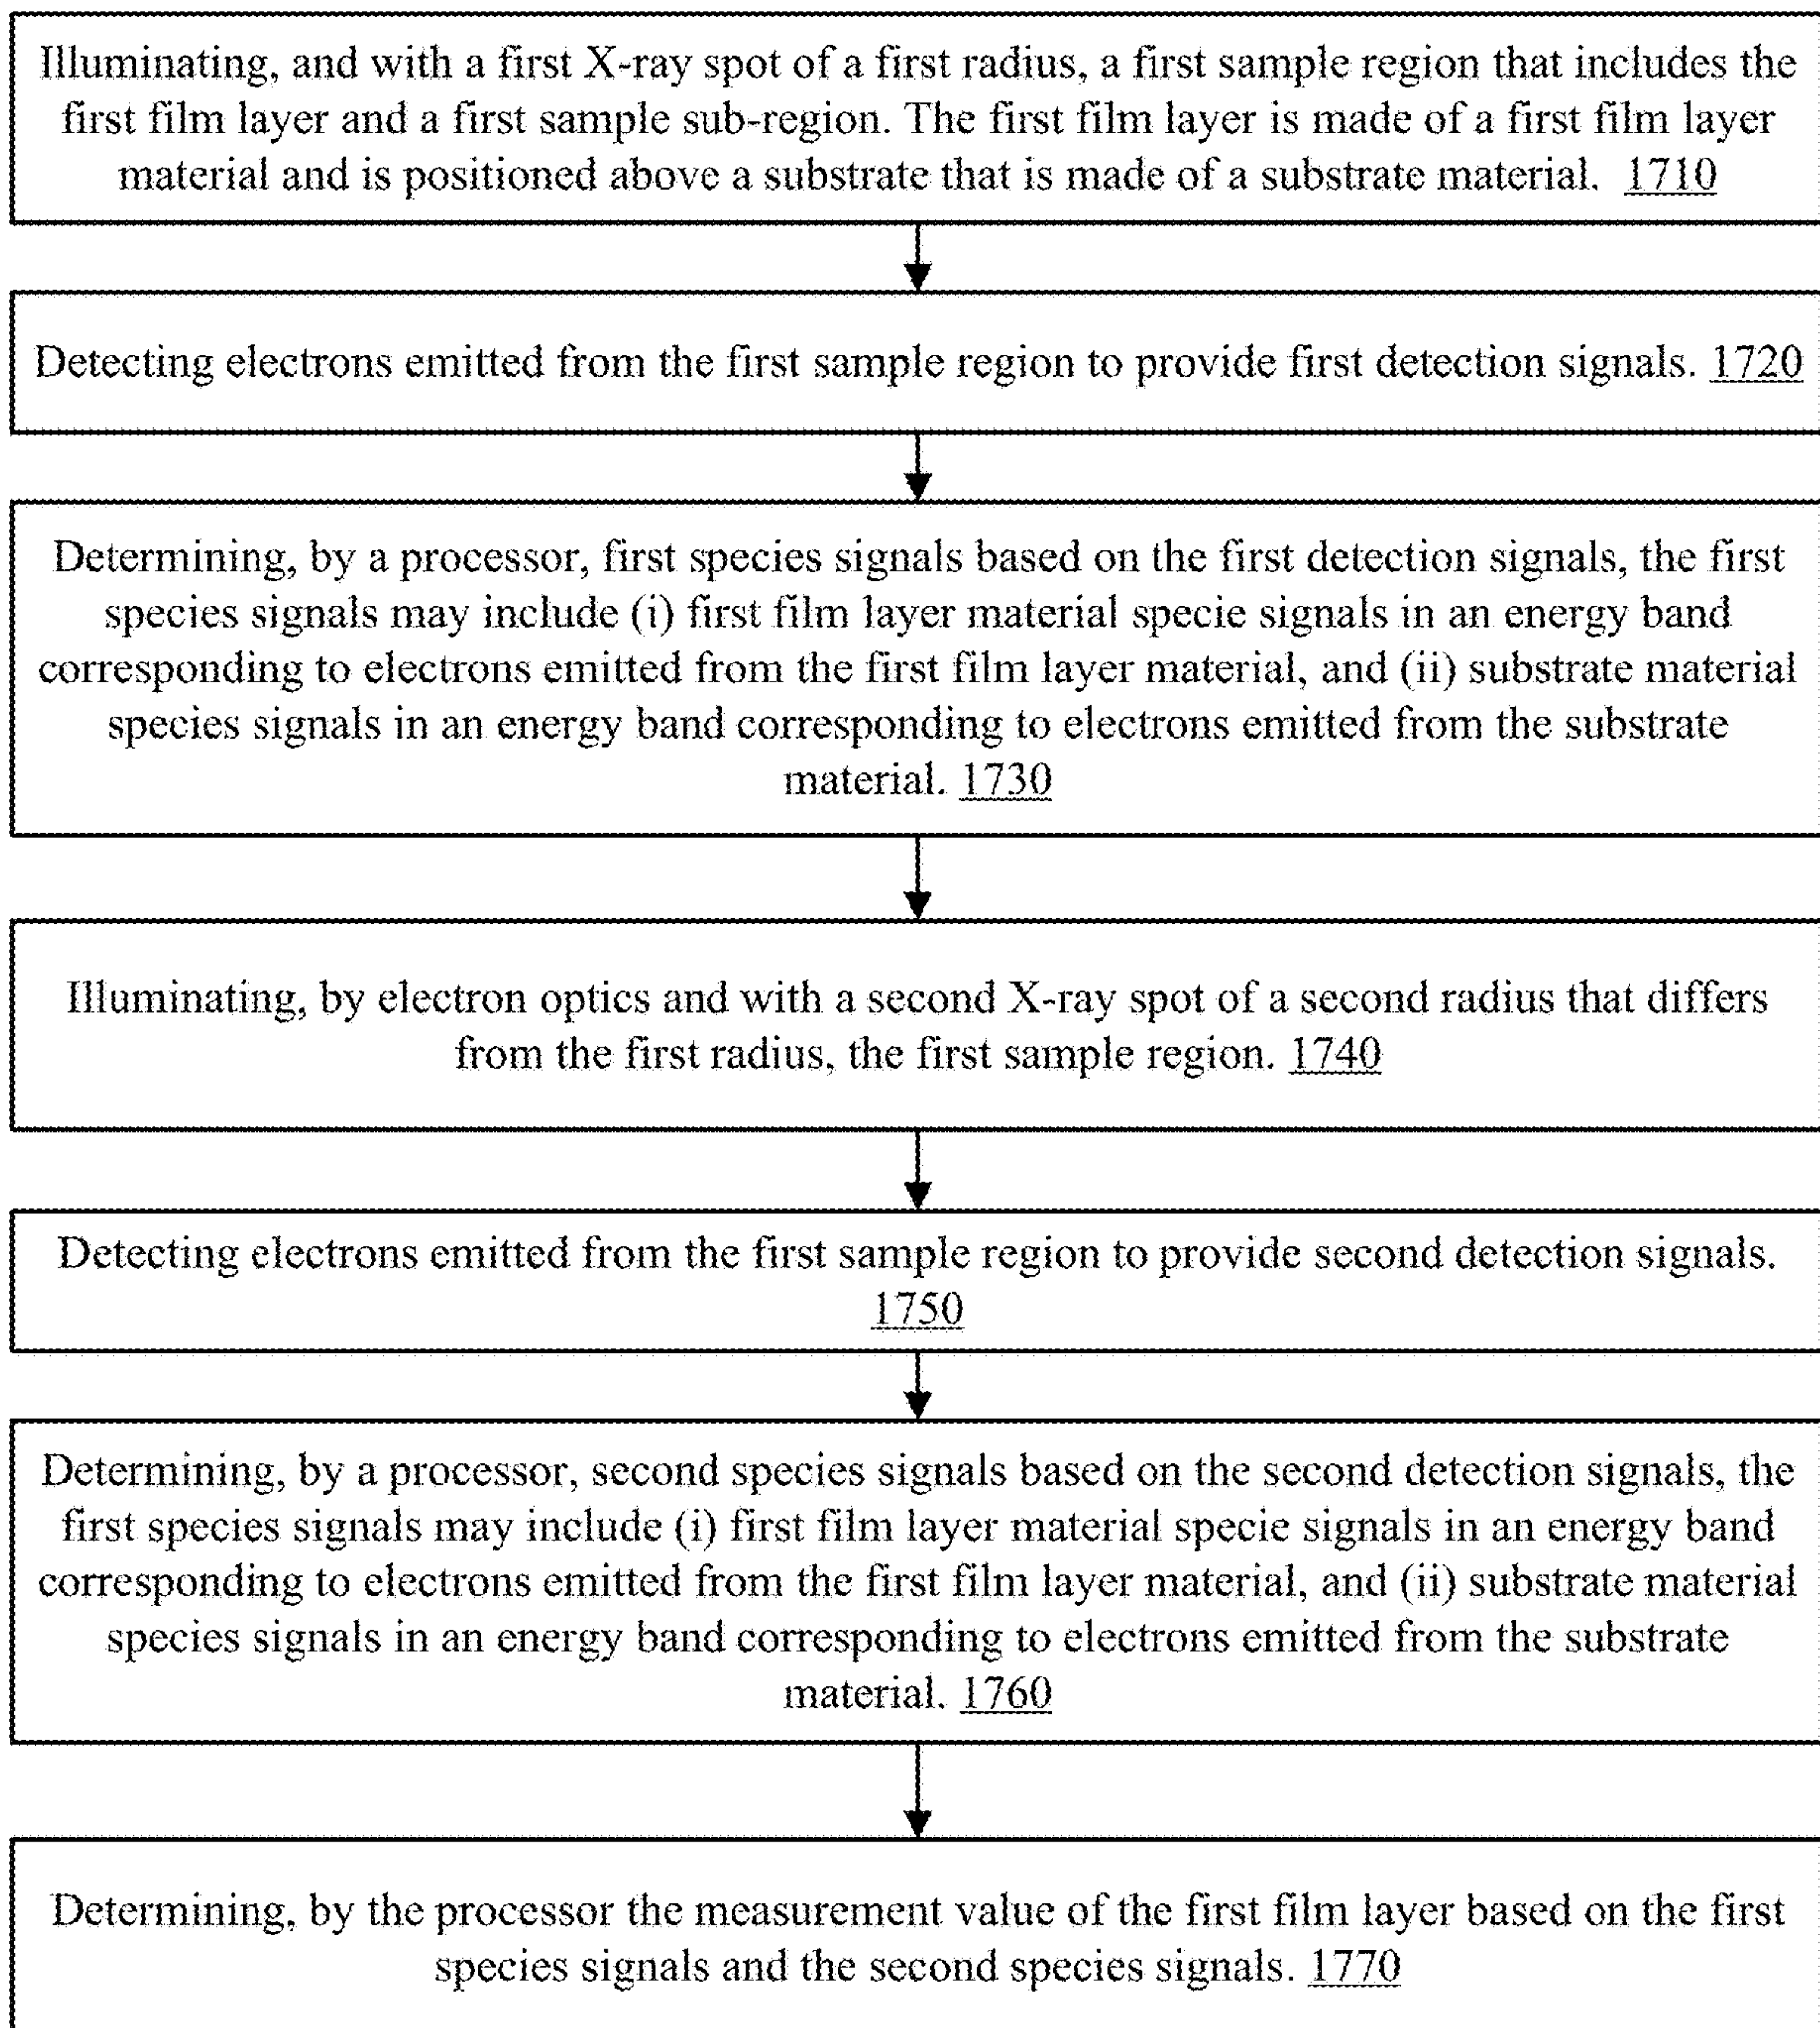 Illuminating, and with a first X-ray spot of a first radius, a first sample region that includes the
first film layer and a first sample sub-region. The first film layer is made of a first film layer
material and is positioned above a substrate that is made of a substrate material. 1710
Detecting electrons emitted from the first sample region to provide first detection signals. 1720
Determining, by a processor, first species signals based on the first detection signals, the first
species signals may include (i) first film layer material specie signals in an energy band
corresponding to electrons emitted from the first film layer material, and (ii) substrate material
species signals in an energy band corresponding to electrons emitted from the substrate
material. 1730
Illuminating, by electron optics and with a second X-ray spot of a second radius that differs
from the first radius, the first sample region. 1740
Detecting electrons emitted from the first sample region to provide second detection signals.
1750
Determining, by a processor, second species signals based on the second detection signals, the
first species signals may include (i) first film layer material specie signals in an energy band
corresponding to electrons emitted from the first film layer material, and (ii) substrate material
species signals in an energy band corresponding to electrons emitted from the substrate
material. 1760
Determining, by the processor the measurement value of the first film layer based on the first
species signals and the second species signals. 1770